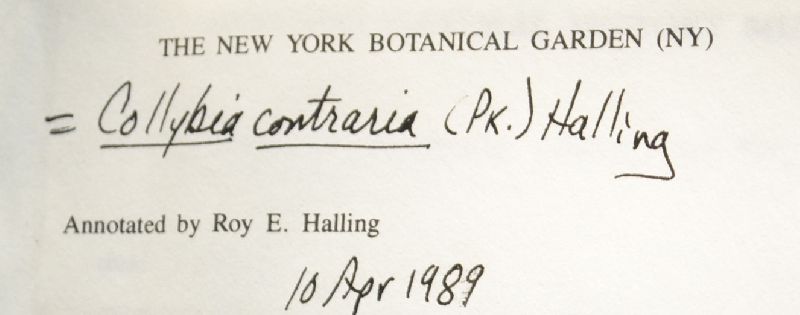 THE NEW YORK BOTANICAL GARDEN (NY)
= Collybia contraria (Pk.) Halling
Annotated by Roy E. Halling
10 Apr 1989